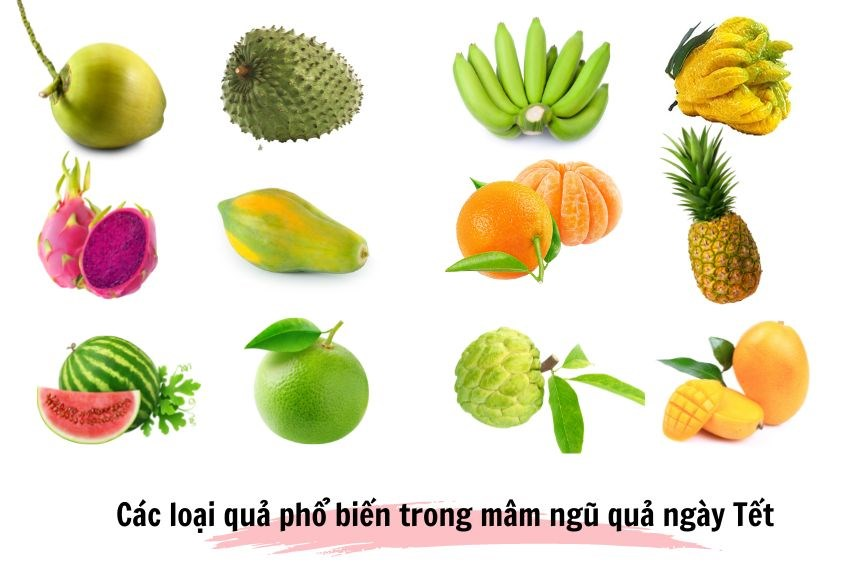 Các loại quả phổ biến trong mâm ngũ quả ngày Tết